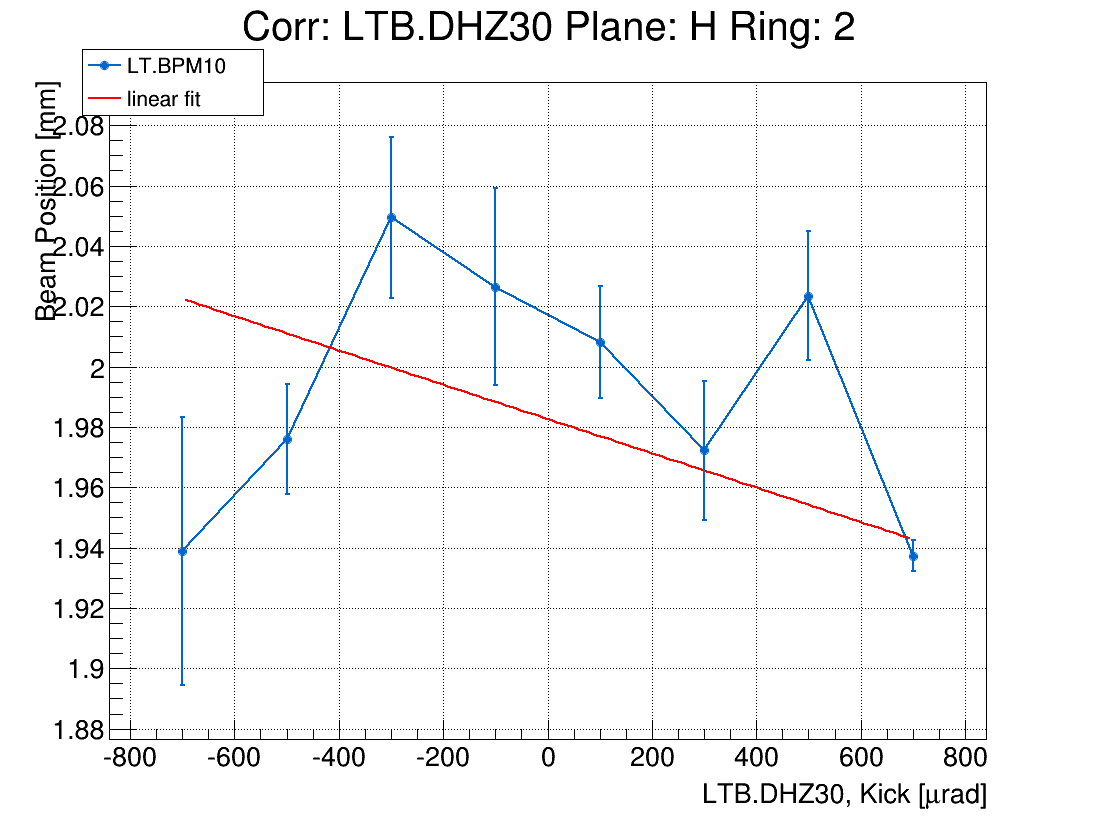 Corr: LTB.DHZ30 Plane: H Ring: 2
LT.BPM10
linear fit
Beam Position [mm]
2.08
2.06
2.04
2.02
2
1.98
1.96
1.94
1.92
1.9
1.88
-800 -600 -400 -200 0 200 400 600 800
LTB.DHZ30, Kick [μrad]